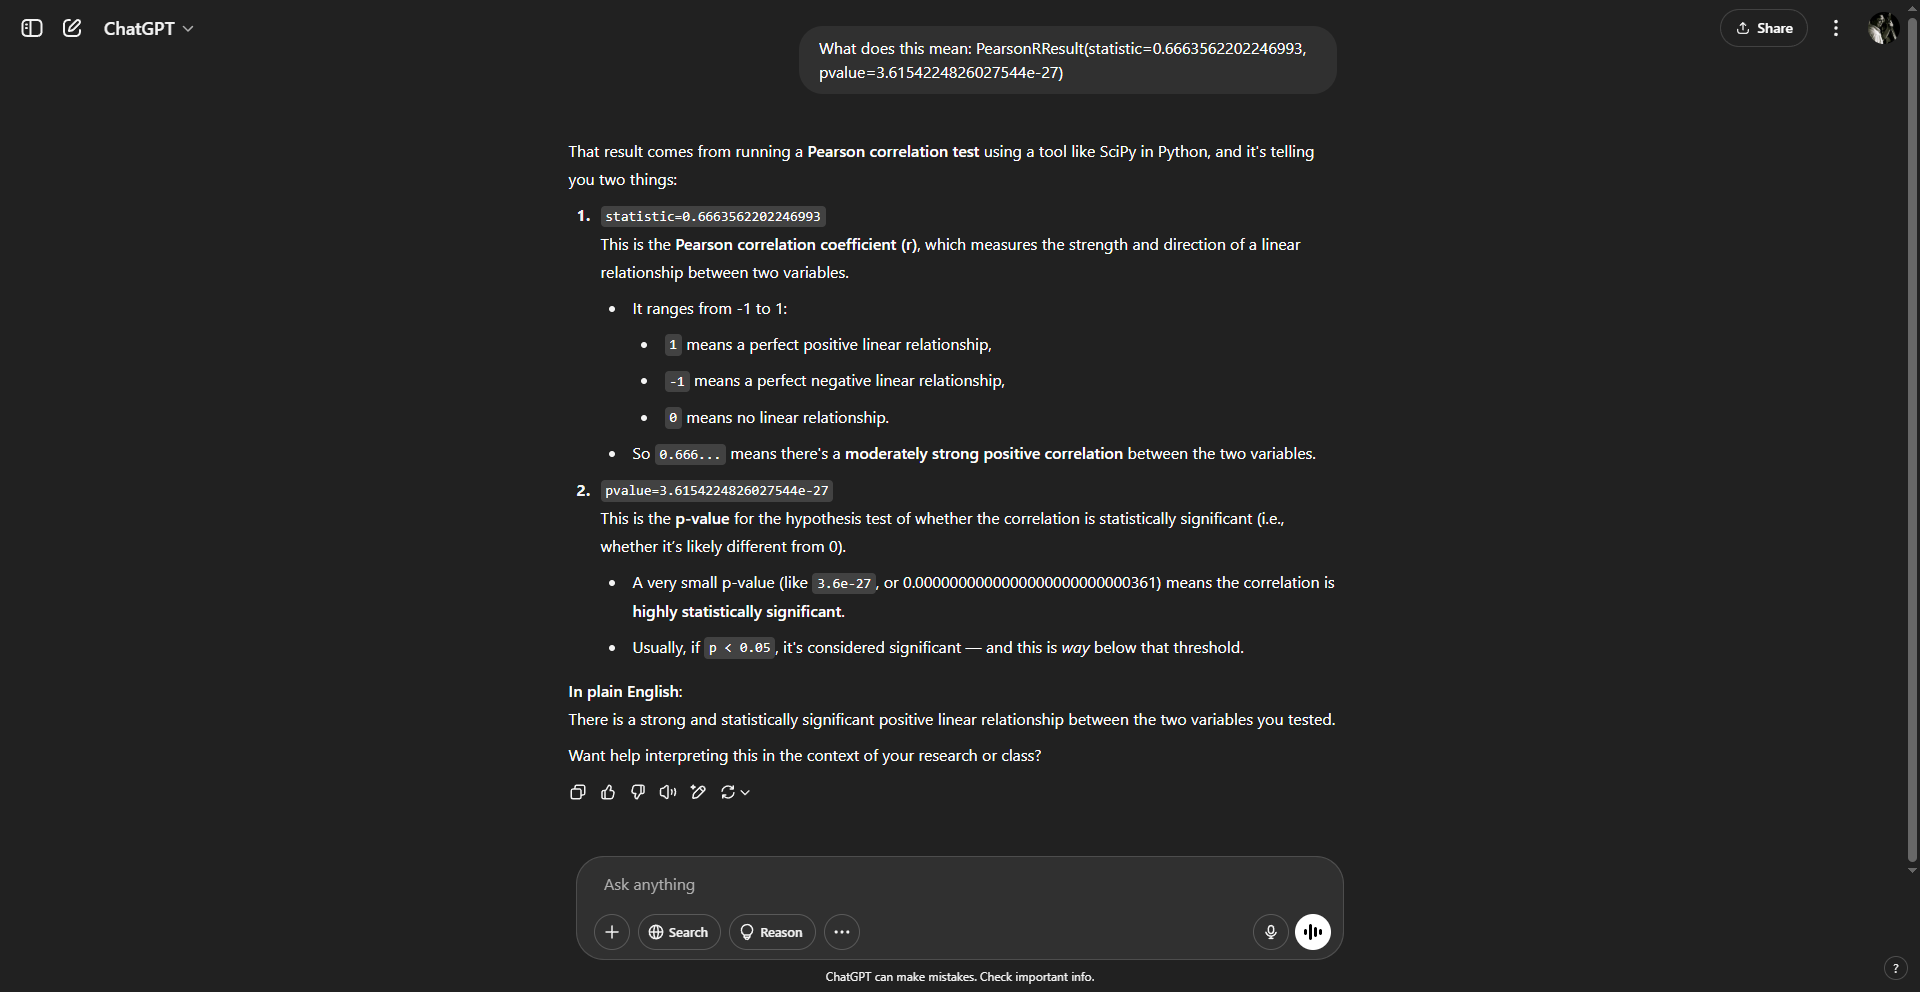 ChatGPT
Share
What does this mean: PearsonRResult(statistic=0.6663562202246993,
pvalue=3.6154224826027544e-27)
That result comes from running a Pearson correlation test using a tool like SciPy in Python, and it's telling
you two things:
1. statistic=0.6663562202246993
This is the Pearson correlation coefficient (r), which measures the strength and direction of a linear
relationship between two variables.
• It ranges from -1 to 1:
• 1 means a perfect positive linear relationship,
• -1 means a perfect negative linear relationship,
• 0 means no linear relationship.
• So 0.666... means there's a moderately strong positive correlation between the two variables.
2. pvalue=3.6154224826027544e-27
This is the p-value for the hypothesis test of whether the correlation is statistically significant (i.e.,
whether it's likely different from 0).
• A very small p-value (like 3.6e-27, or 0.000000000000000000000000000361) means the correlation is
highly statistically significant.
• Usually, if p < 0.05, it's considered significant — and this is way below that threshold.
In plain English:
There is a strong and statistically significant positive linear relationship between the two variables you tested.
Want help interpreting this in the context of your research or class?
Ask anything
Search
Reason
ChatGPT can make mistakes. Check important info.
?